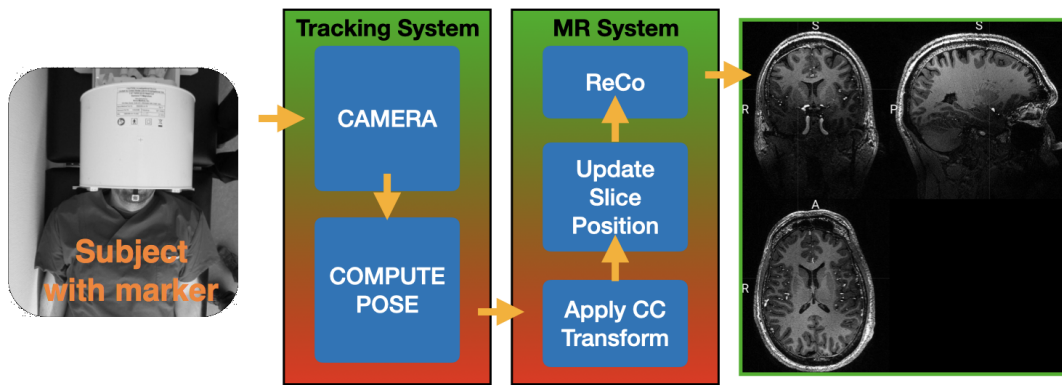 Subject
with marker
Tracking System
CAMERA
COMPUTE
POSE
MR System
ReCo
Update
Slice
Position
Apply CC
Transform
S
S
R
P
A
R